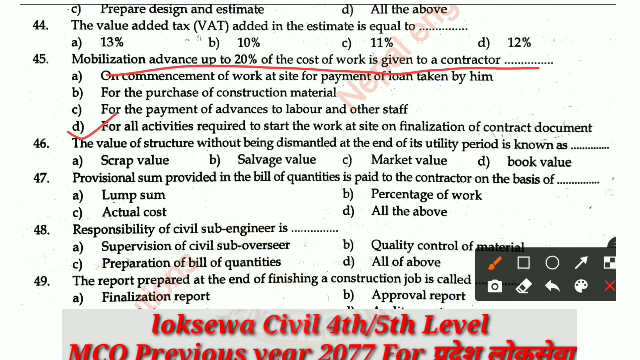 c) Prepare design and estimate d) All the above
44. The value added tax (VAT) added in the estimate is equal to ..............
a) 13% b) 10% c) 11% d) 12%
45. Mobilization advance up to 20% of the cost of work is given to a contractor ..............
a) On commencement of work at site for payment of loan taken by him
b) For the purchase of construction material
c) For the payment of advances to labour and other staff
d) For all activities required to start the work at site on finalization of contract document
46. The value of structure without being dismantled at the end of its utility period is known as ............
a) Scrap value b) Salvage value c) Market value d) book value
47. Provisional sum provided in the bill of quantities is paid to the contractor on the basis of ..............
a) Lump sum b) Percentage of work
c) Actual cost d) All the above
48. Responsibility of civil sub-engineer is ..............
a) Supervision of civil sub-overseer b) Quality control of material
c) Preparation of bill of quantities d) All of above
49. The report prepared at the end of finishing a construction job is called
a) Finalization report b) Approval report
loksewa Civil 4th/5th Level
MCQ Previous year 2077 For प्रदेश लोकसेवा